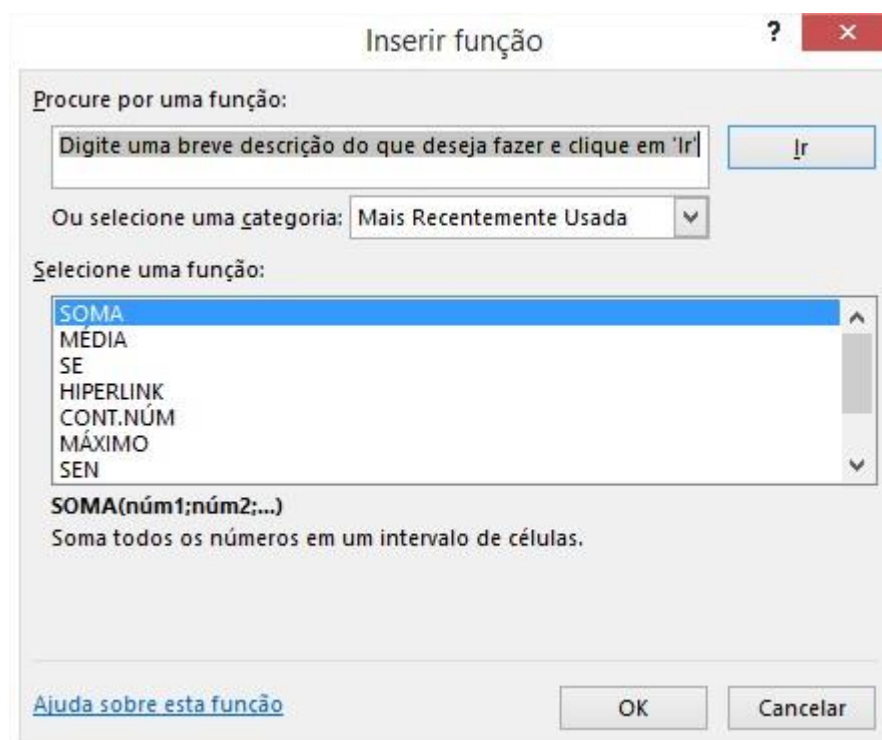 Inserir função
?
Procure por uma função:
Digite uma breve descrição do que deseja fazer e clique em 'Ir'
Ir
Ou selecione uma categoria: Mais Recentemente Usada
Selecione uma função:
SOMA
MÉDIA
SE
HIPERLINK
CONT.NÚM
MÁXIMO
SEN
SOMA(núm1;núm2;...)
Soma todos os números em um intervalo de células.
Ajuda sobre esta função
OK
Cancelar